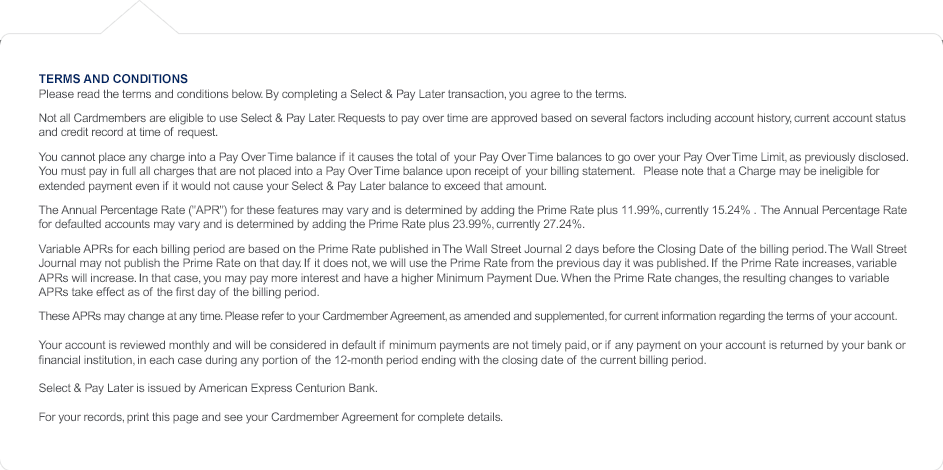 TERMS AND CONDITIONS
Please read the terms and conditions below. By completing a Select & Pay Later transaction, you agree to the terms.
Not all Cardmembers are eligible to use Select & Pay Later. Requests to pay over time are approved based on several factors including account history, current account status
and credit record at time of request.
You cannot place any charge into a Pay Over Time balance if it causes the total of your Pay Over Time balances to go over your Pay Over Time Limit, as previously disclosed.
You must pay in full all charges that are not placed into a Pay Over Time balance upon receipt of your billing statement. Please note that a Charge may be ineligible for
extended payment even if it would not cause your Select & Pay Later balance to exceed that amount.
The Annual Percentage Rate ("APR") for these features may vary and is determined by adding the Prime Rate plus 11.99%, currently 15.24% . The Annual Percentage Rate
for defaulted accounts may vary and is determined by adding the Prime Rate plus 23.99%, currently 27.24%.
Variable APRs for each billing period are based on the Prime Rate published in The Wall Street Journal 2 days before the Closing Date of the billing period. The Wall Street
Journal may not publish the Prime Rate on that day. If it does not, we will use the Prime Rate from the previous day it was published. If the Prime Rate increases, variable
APRs will increase. In that case, you may pay more interest and have a higher Minimum Payment Due. When the Prime Rate changes, the resulting changes to variable
APRs take effect as of the first day of the billing period.
These APRs may change at any time. Please refer to your Cardmember Agreement, as amended and supplemented, for current information regarding the terms of your account.
Your account is reviewed monthly and will be considered in default if minimum payments are not timely paid, or if any payment on your account is returned by your bank or
financial institution, in each case during any portion of the 12-month period ending with the closing date of the current billing period.
Select & Pay Later is issued by American Express Centurion Bank.
For your records, print this page and see your Cardmember Agreement for complete details.